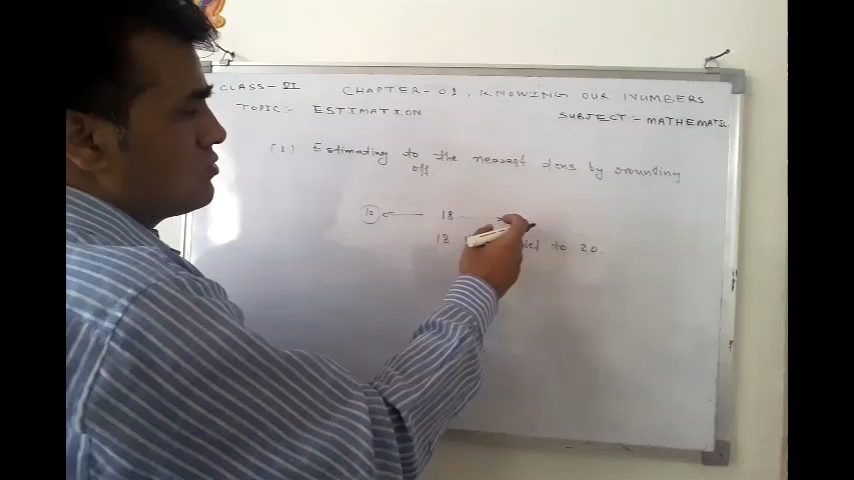 CLASS- VI CHAPTER-01. KNOWING OUR NUMBERS
TOPIC:- ESTIMATION SUBJECT:- MATHEMATIC
(1) Estimating to the nearest tens by rounding
off.
10 18
18 to 20.